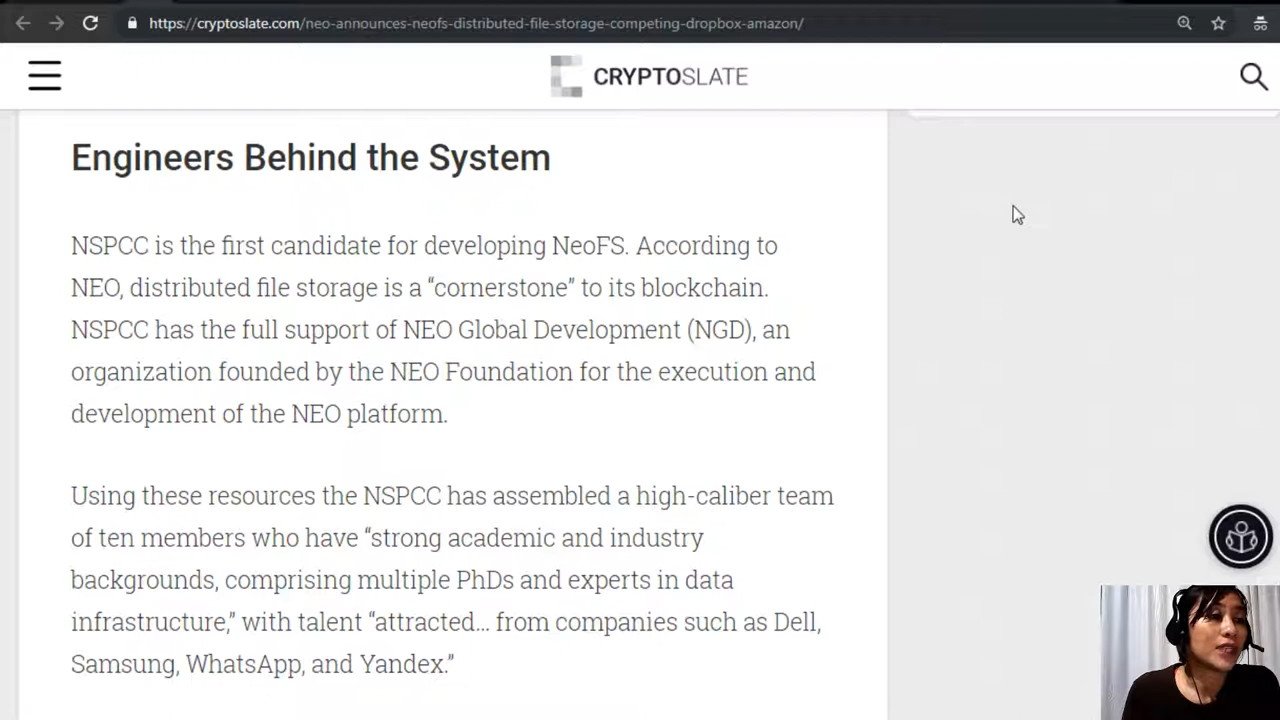 https://cryptoslate.com/neo-announces-neofs-distributed-file-storage-competing-dropbox-amazon/
CRYPTOSLATE
Engineers Behind the System
NSPCC is the first candidate for developing NeoFS. According to
NEO, distributed file storage is a “cornerstone” to its blockchain.
NSPCC has the full support of NEO Global Development (NGD), an
organization founded by the NEO Foundation for the execution and
development of the NEO platform.
Using these resources the NSPCC has assembled a high-caliber team
of ten members who have “strong academic and industry
backgrounds, comprising multiple PhDs and experts in data
infrastructure,” with talent “attracted... from companies such as Dell,
Samsung, WhatsApp, and Yandex.”